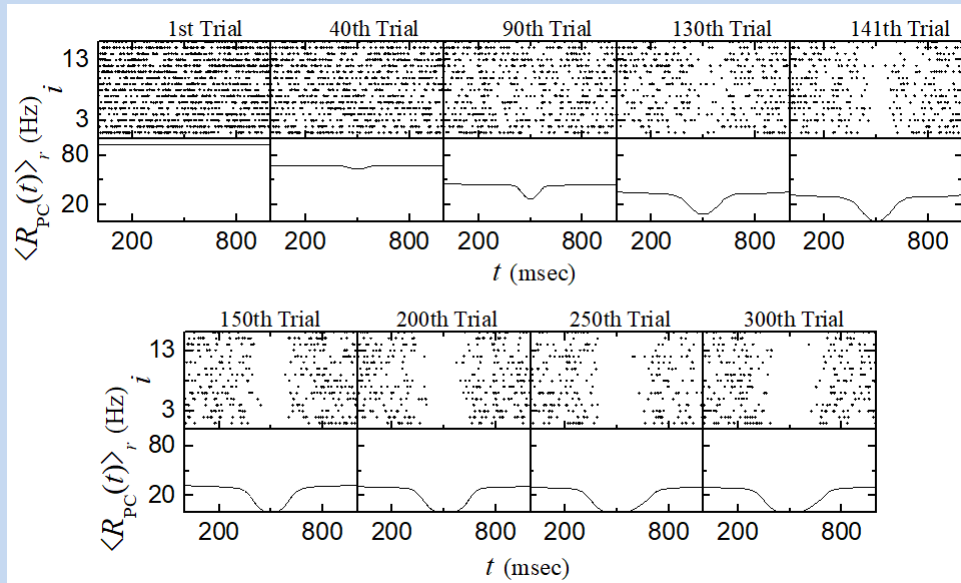 1st Trial 40th Trial 90th Trial 130th Trial 141th Trial
13
i
3
80
20
⟨R_PC(t)⟩_r (Hz)
200 800 200 800 200 800 200 800 200 800
t (msec)
150th Trial 200th Trial 250th Trial 300th Trial
13
i
3
80
20
⟨R_PC(t)⟩_r (Hz)
200 800 200 800 200 800 200 800
t (msec)